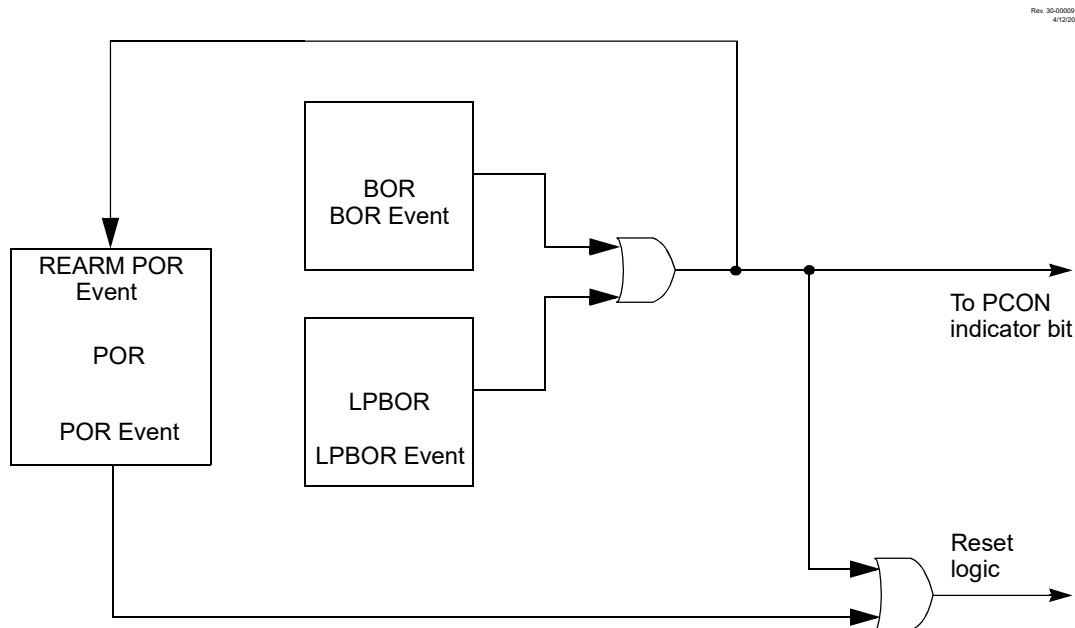 Rev. 30-00009
4/12/20
BOR
BOR Event
REARM POR
Event
POR
POR Event
LPBOR
LPBOR Event
To PCON
indicator bit
Reset
logic